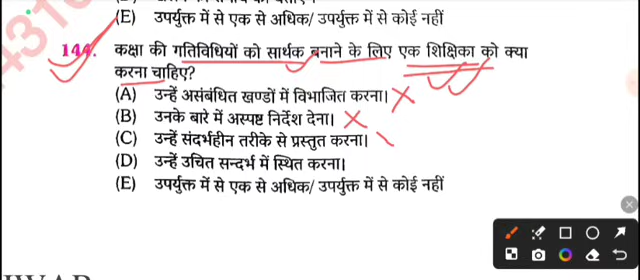 (E) उपर्युक्त में से एक से अधिक/ उपर्युक्त में से कोई नहीं
144. कक्षा की गतिविधियों को सार्थक बनाने के लिए एक शिक्षिका को क्या
करना चाहिए?
(A) उन्हें असंबंधित खण्डों में विभाजित करना।
(B) उनके बारे में अस्पष्ट निर्देश देना।
(C) उन्हें संदर्भहीन तरीके से प्रस्तुत करना।
(D) उन्हें उचित सन्दर्भ में स्थित करना।
(E) उपर्युक्त में से एक से अधिक/ उपर्युक्त में से कोई नहीं